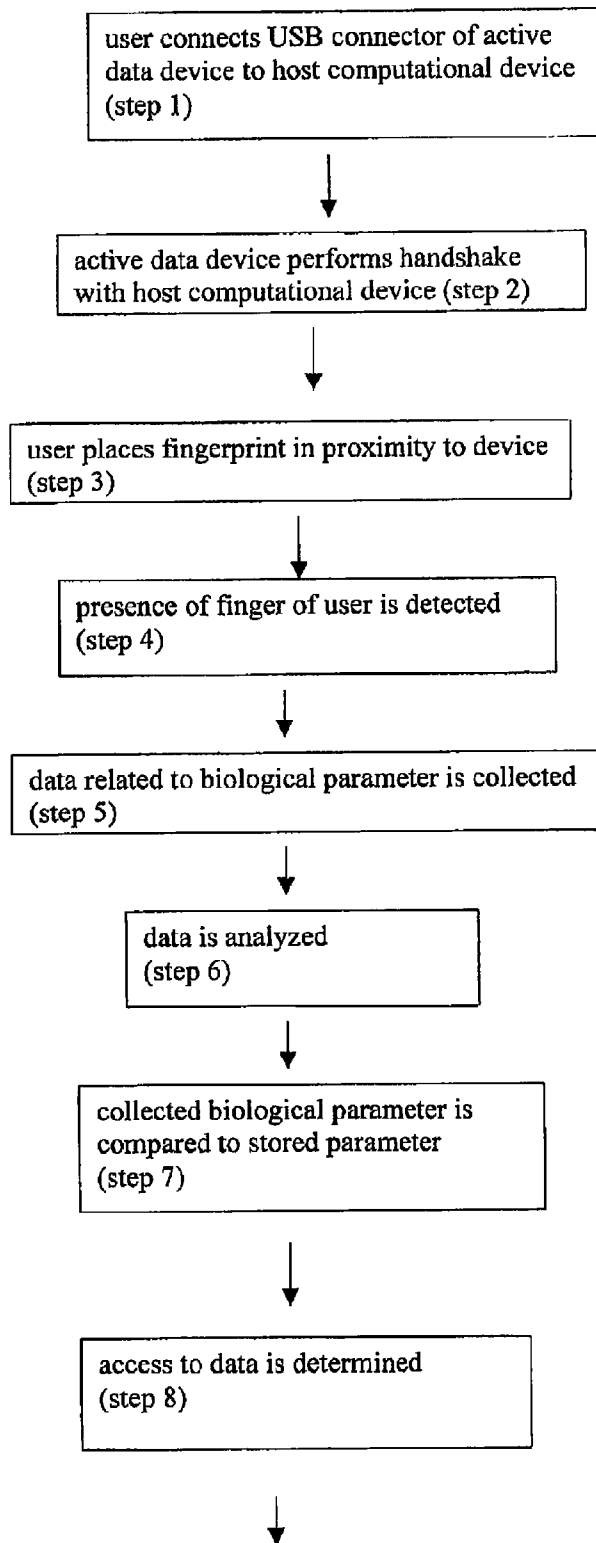 user connects USB connector of active
data device to host computational device
(step 1)
active data device performs handshake
with host computational device (step 2)
user places fingerprint in proximity to device
(step 3)
presence of finger of user is detected
(step 4)
data related to biological parameter is collected
(step 5)
data is analyzed
(step 6)
collected biological parameter is
compared to stored parameter
(step 7)
access to data is determined
(step 8)